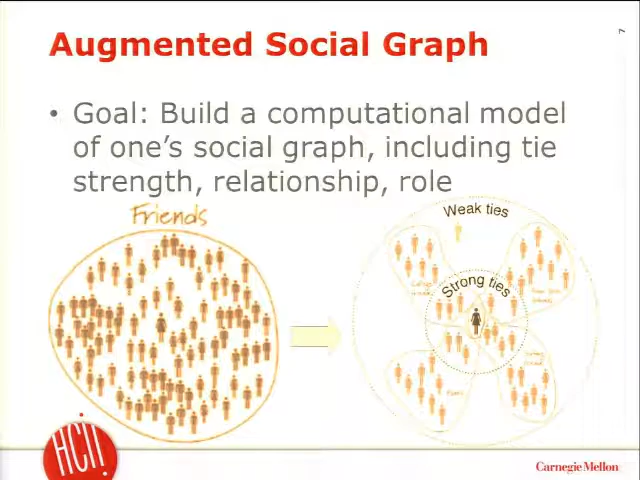 7
Augmented Social Graph
• Goal: Build a computational model
of one's social graph, including tie
strength, relationship, role
Friends
Weak ties
Strong ties
HCII
Carnegie Mellon